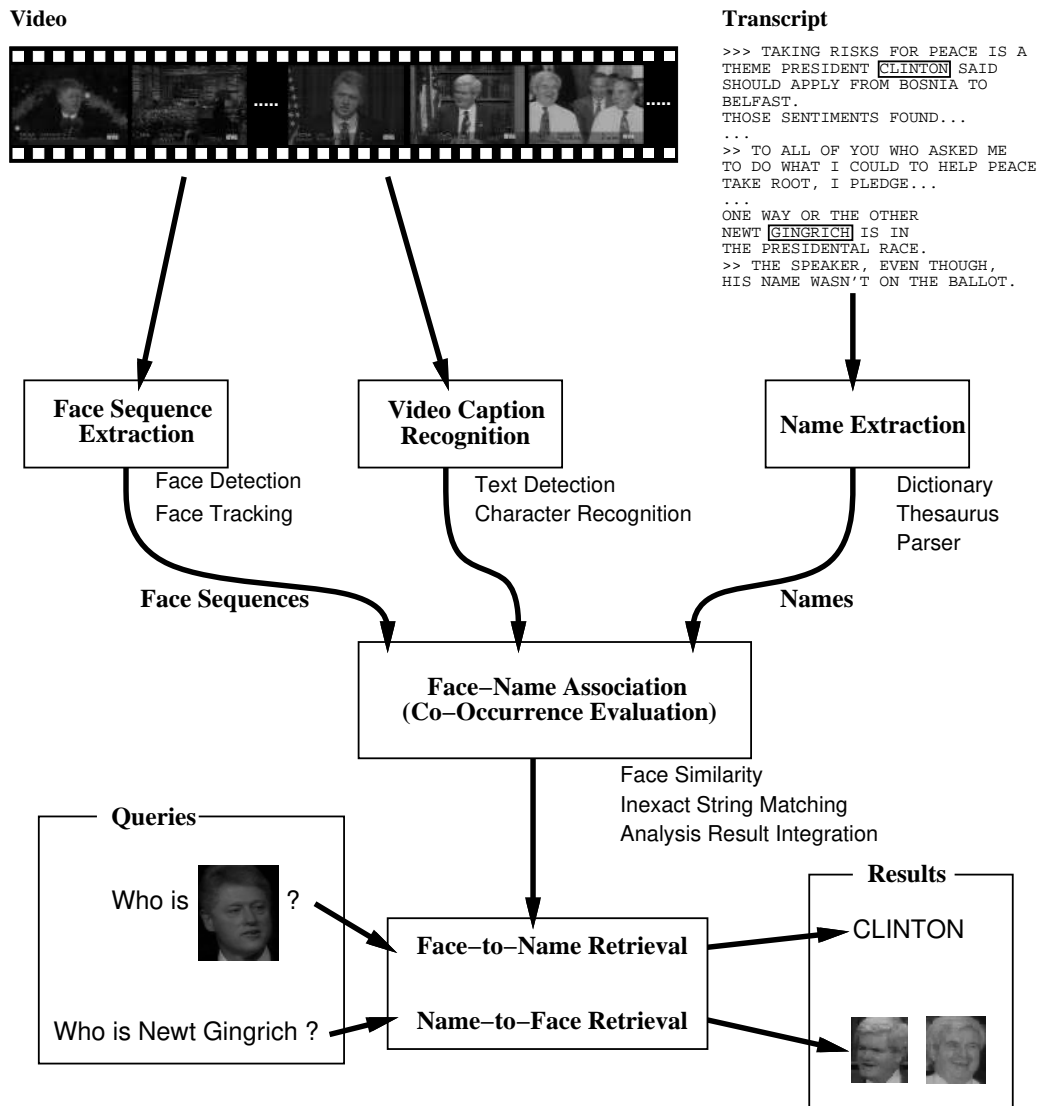 Video
.....
.....
Transcript
>>> TAKING RISKS FOR PEACE IS A
THEME PRESIDENT CLINTON SAID
SHOULD APPLY FROM BOSNIA TO
BELFAST.
THOSE SENTIMENTS FOUND...
...
>> TO ALL OF YOU WHO ASKED ME
TO DO WHAT I COULD TO HELP PEACE
TAKE ROOT, I PLEDGE...
...
ONE WAY OR THE OTHER
NEWT GINGRICH IS IN
THE PRESIDENTAL RACE.
>> THE SPEAKER, EVEN THOUGH,
HIS NAME WASN'T ON THE BALLOT.
Face Sequence
Extraction
Face Detection
Face Tracking
Video Caption
Recognition
Text Detection
Character Recognition
Name Extraction
Dictionary
Thesaurus
Parser
Face Sequences
Names
Face−Name Association
(Co−Occurrence Evaluation)
Face Similarity
Inexact String Matching
Analysis Result Integration
Queries
Who is ?
Who is Newt Gingrich ?
Face−to−Name Retrieval
Name−to−Face Retrieval
Results
CLINTON